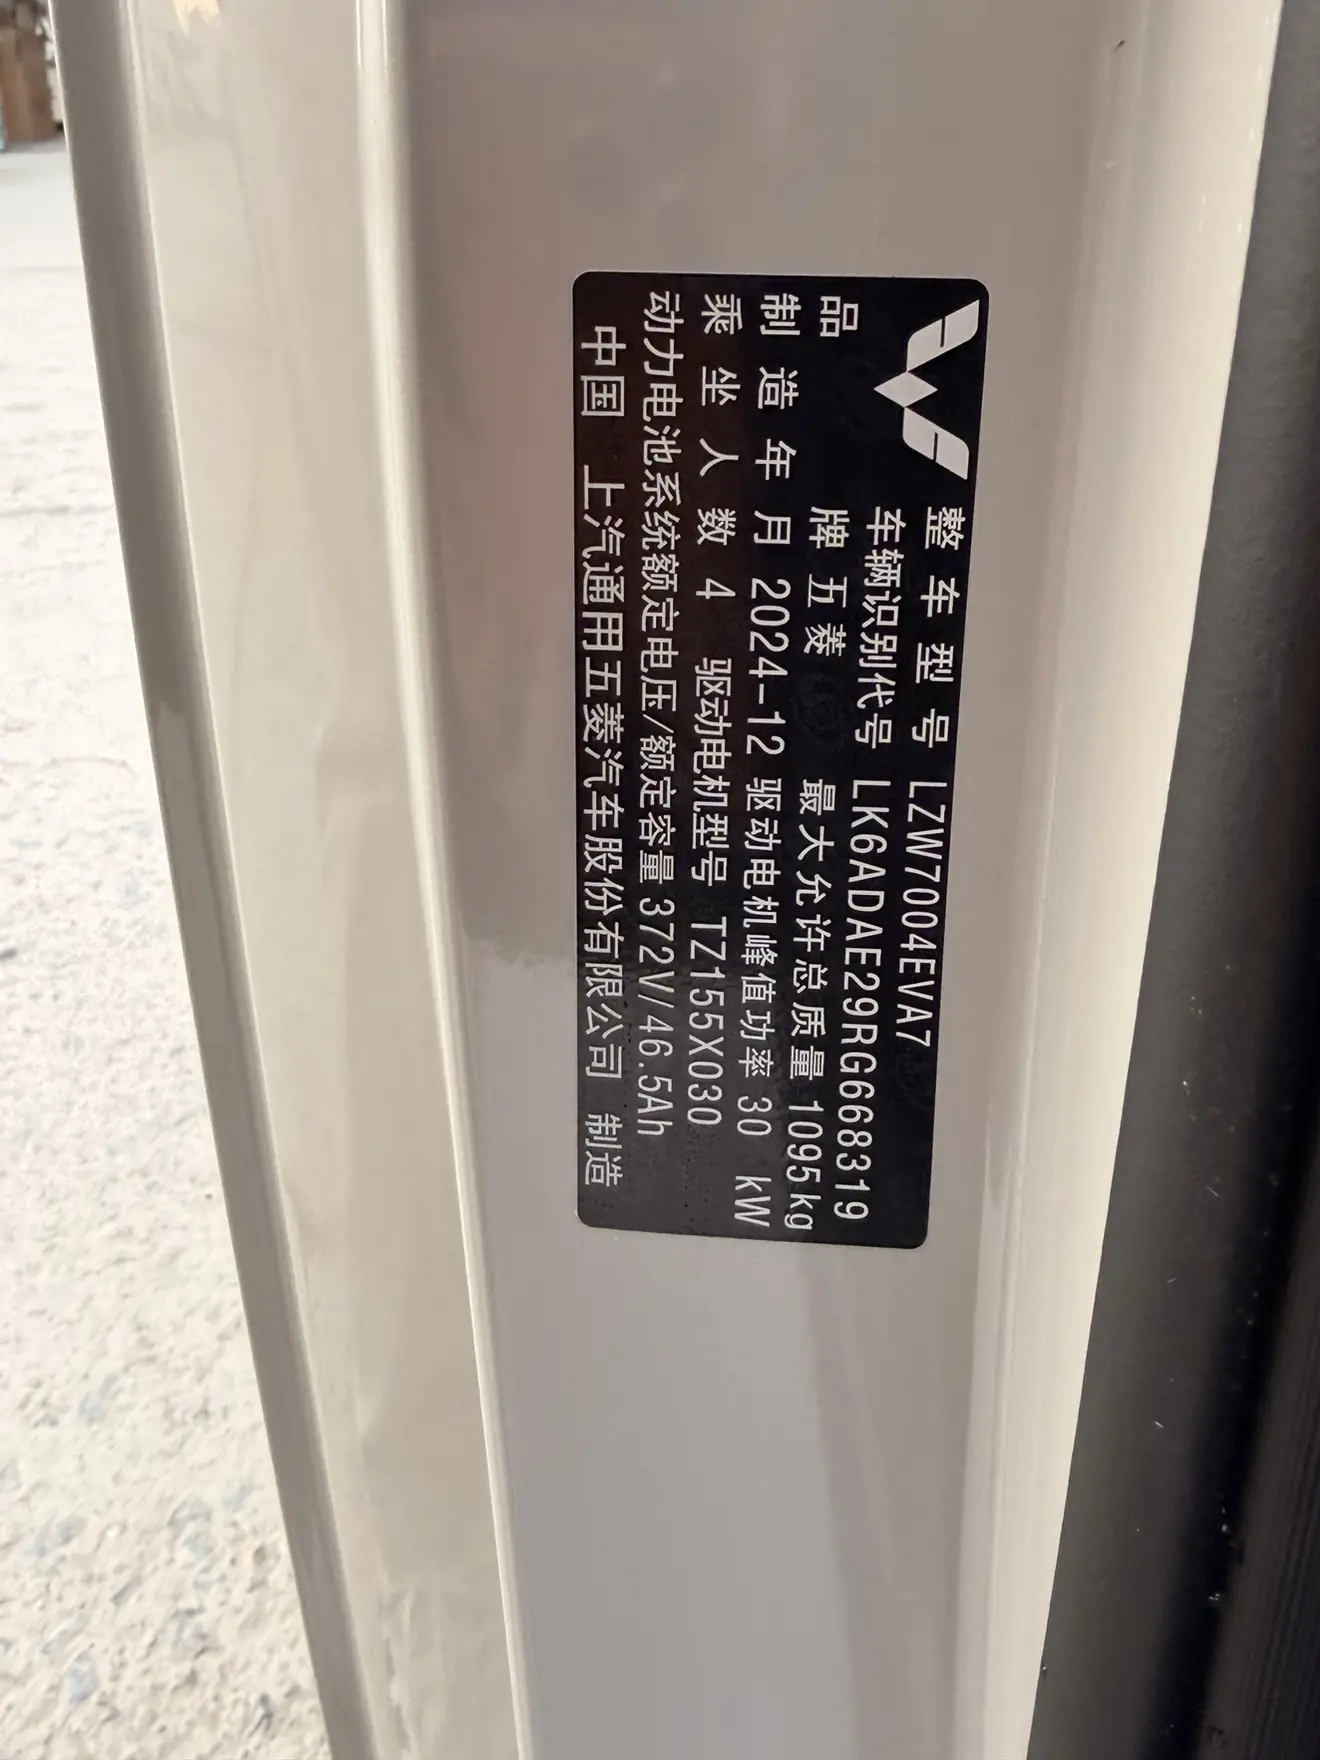 整车型号 LZW7004EVA7
车辆识别代号 LK6ADAE29RG668319
品牌 五菱 最大允许总质量 1095kg
制造年月 2024-12 驱动电机峰值功率 30 kW
乘坐人数 4 驱动电机型号 TZ155X030
动力电池系统额定电压/额定容量 372V/46.5Ah
中国 上汽通用五菱汽车股份有限公司 制造